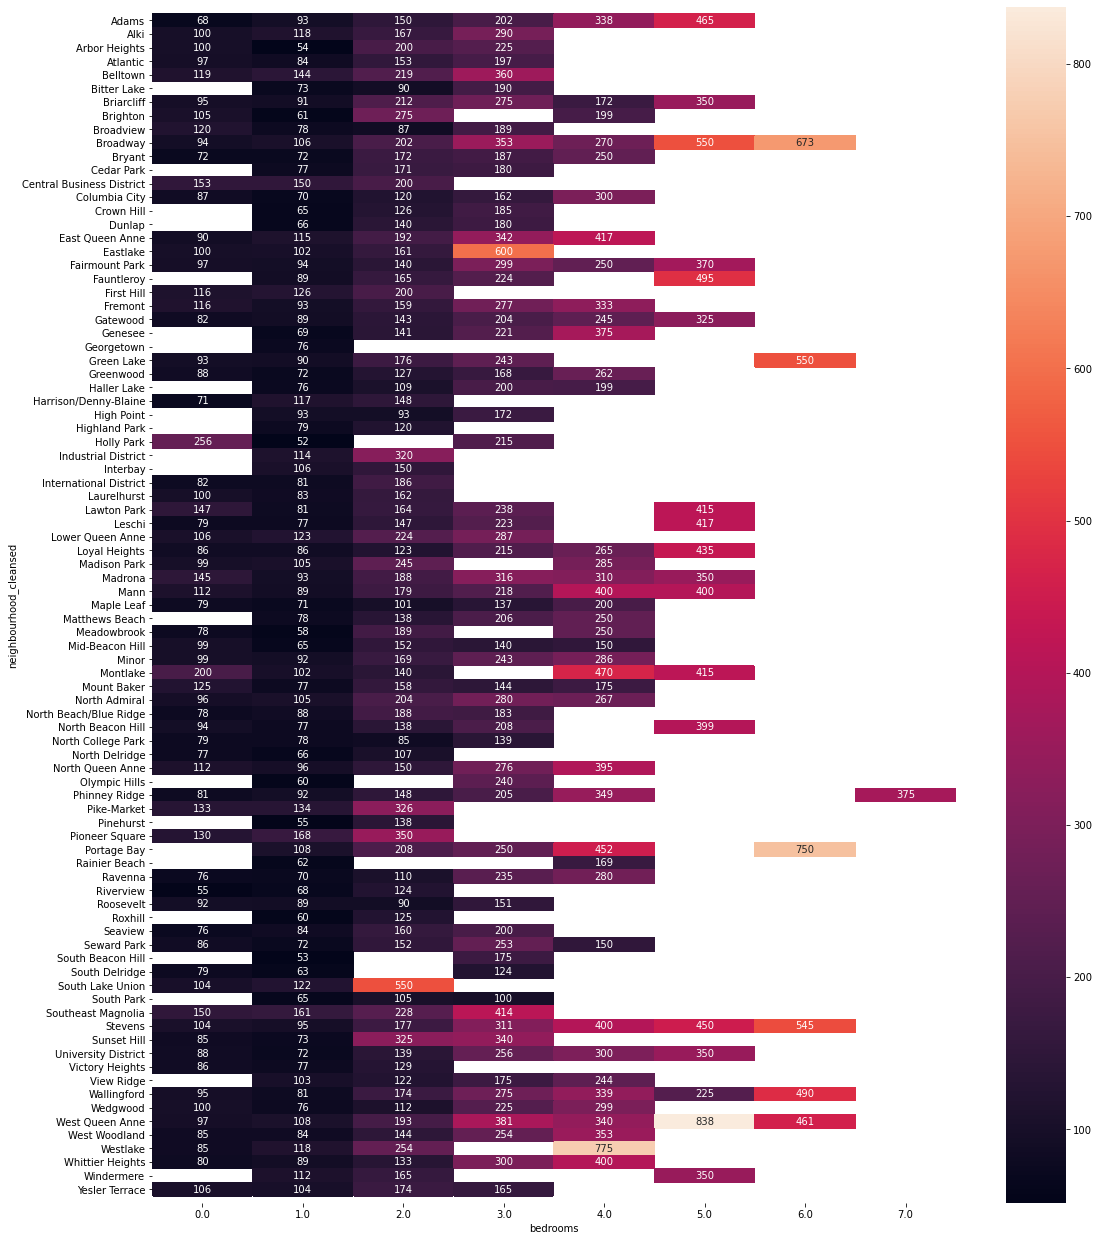 Adams 68 93 150 202 338 465
Alki 100 118 167 290
Arbor Heights 100 54 200 225
Atlantic 97 84 153 197
Belltown 119 144 219 360
Bitter Lake 73 90 190
Briarcliff 95 91 212 275 172 350
Brighton 105 61 275 199
Broadview 120 78 87 189
Broadway 94 106 202 353 270 550 673
Bryant 72 72 172 187 250
Cedar Park 77 171 180
Central Business District 153 150 200
Columbia City 87 70 120 162 300
Crown Hill 65 126 185
Dunlap 66 140 180
East Queen Anne 90 115 192 342 417
Eastlake 100 102 161 600
Fairmount Park 97 94 140 299 250 370
Fauntleroy 89 165 224 495
First Hill 116 126 200
Fremont 116 93 159 277 333
Gatewood 82 89 143 204 245 325
Genesee 69 141 221 375
Georgetown 76
Green Lake 93 90 176 243 550
Greenwood 88 72 127 168 262
Haller Lake 76 109 200 199
Harrison/Denny-Blaine 71 117 148
High Point 93 93 172
Highland Park 79 120
Holly Park 256 52 215
Industrial District 114 320
Interbay 106 150
International District 82 81 186
Laurelhurst 100 83 162
Lawton Park 147 81 164 238 415
Leschi 79 77 147 223 417
Lower Queen Anne 106 123 224 287
Loyal Heights 86 86 123 215 265 435
Madison Park 99 105 245 285
Madrona 145 93 188 316 310 350
Mann 112 89 179 218 400 400
Maple Leaf 79 71 101 137 200
Matthews Beach 78 138 206 250
Meadowbrook 78 58 189 250
Mid-Beacon Hill 99 65 152 140 150
Minor 99 92 169 243 286
Montlake 200 102 140 470 415
Mount Baker 125 77 158 144 175
North Admiral 96 105 204 280 267
North Beach/Blue Ridge 78 88 188 183
North Beacon Hill 94 77 138 208 399
North College Park 79 78 85 139
North Delridge 77 66 107
North Queen Anne 112 96 150 276 395
Olympic Hills 60 240
Phinney Ridge 81 92 148 205 349 375
Pike-Market 133 134 326
Pinehurst 55 138
Pioneer Square 130 168 350
Portage Bay 108 208 250 452 750
Rainier Beach 62 169
Ravenna 76 70 110 235 280
Riverview 55 68 124
Roosevelt 92 89 90 151
Roxhill 60 125
Seaview 76 84 160 200
Seward Park 86 72 152 253 150
South Beacon Hill 53 175
South Delridge 79 63 124
South Lake Union 104 122 550
South Park 65 105 100
Southeast Magnolia 150 161 228 414
Stevens 104 95 177 311 400 450 545
Sunset Hill 85 73 325 340
University District 88 72 139 256 300 350
Victory Heights 86 77 129
View Ridge 103 122 175 244
Wallingford 95 81 174 275 339 225 490
Wedgwood 100 76 112 225 299
West Queen Anne 97 108 193 381 340 838 461
West Woodland 85 84 144 254 353
Westlake 85 118 254 775
Whittier Heights 80 89 133 300 400
Windermere 112 165 350
Yesler Terrace 106 104 174 165
0.0 1.0 2.0 3.0 4.0 5.0 6.0 7.0
bedrooms
neighbourhood_cleansed
800
700
600
500
400
300
200
100